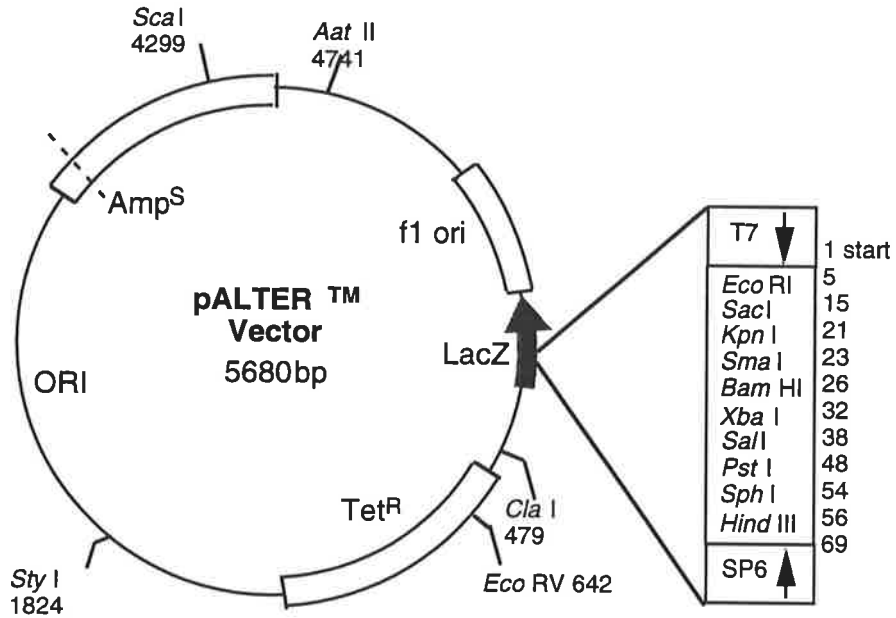 Sca I
4299
Aat II
4741
AmpS
f1 ori
pALTER ™
Vector
5680bp
LacZ
ORI
TetR
Cla I
479
Eco RV 642
Sty I
1824
T7
1 start
Eco RI 5
Sac I 15
Kpn I 21
Sma I 23
Bam HI 26
Xba I 32
Sal I 38
Pst I 48
Sph I 54
Hind III 56
69
SP6